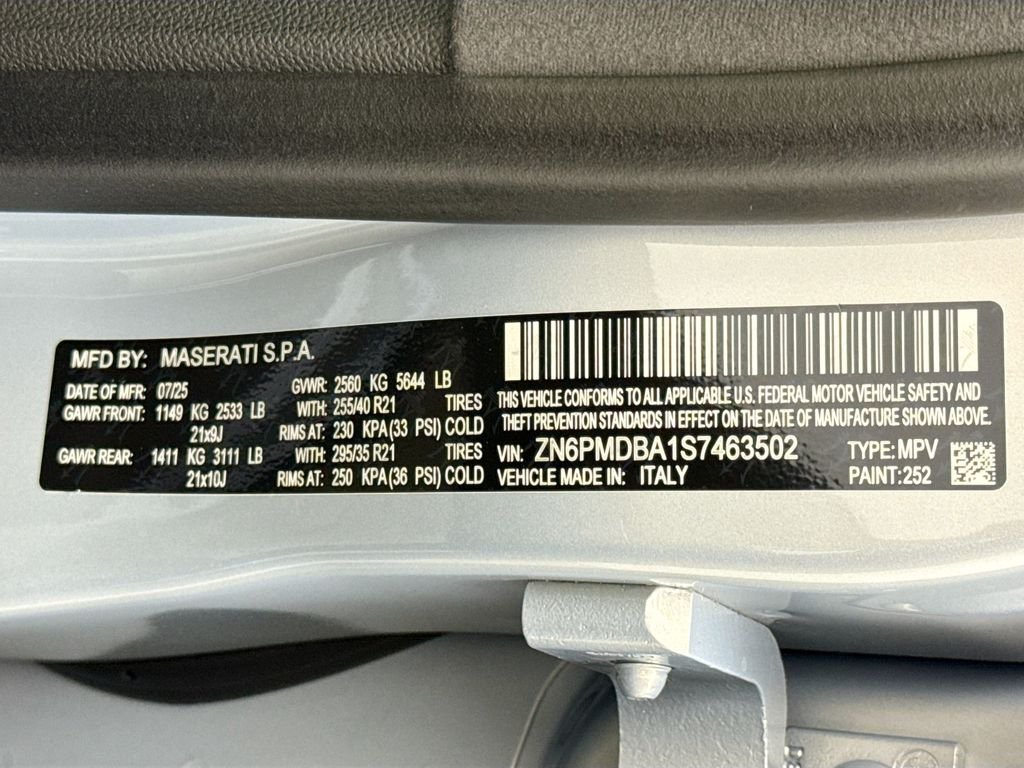 MFD BY: MASERATI S.P.A.
DATE OF MFR: 07/25 GVWR: 2560 KG 5644 LB
GAWR FRONT: 1149 KG 2533 LB WITH: 255/40 R21 TIRES
21x9J RIMS AT: 230 KPA(33 PSI) COLD
GAWR REAR: 1411 KG 3111 LB WITH: 295/35 R21 TIRES
21x10J RIMS AT: 250 KPA(36 PSI) COLD
THIS VEHICLE CONFORMS TO ALL APPLICABLE U.S. FEDERAL MOTOR VEHICLE SAFETY AND
THEFT PREVENTION STANDARDS IN EFFECT ON THE DATE OF MANUFACTURE SHOWN ABOVE.
VIN: ZN6PMDBA1S7463502 TYPE: MPV
VEHICLE MADE IN: ITALY PAINT:252